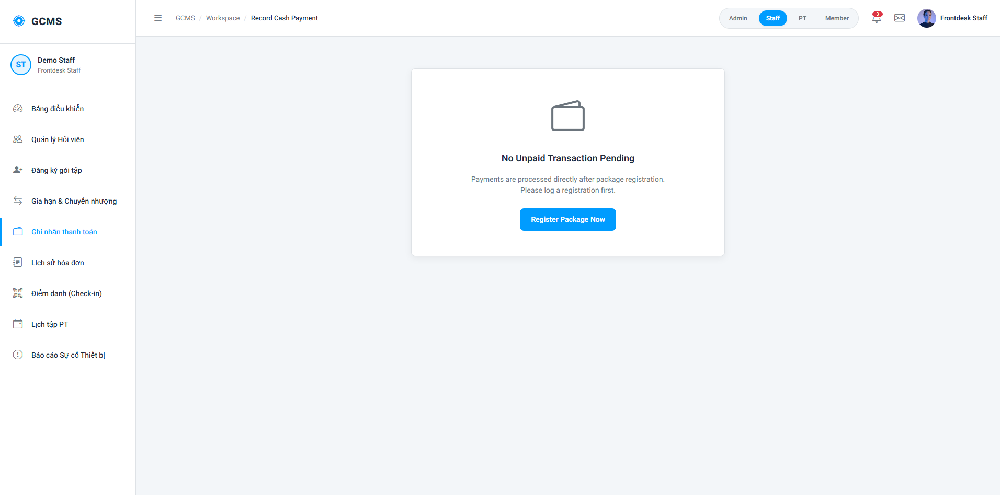 GCMS
GCMS / Workspace / Record Cash Payment
Admin Staff PT Member
3
Frontdesk Staff
ST
Demo Staff
Frontdesk Staff
Bảng điều khiển
Quản lý Hội viên
Đăng ký gói tập
Gia hạn & Chuyển nhượng
Ghi nhận thanh toán
Lịch sử hóa đơn
Điểm danh (Check-in)
Lịch tập PT
Báo cáo Sự cố Thiết bị
No Unpaid Transaction Pending
Payments are processed directly after package registration.
Please log a registration first.
Register Package Now